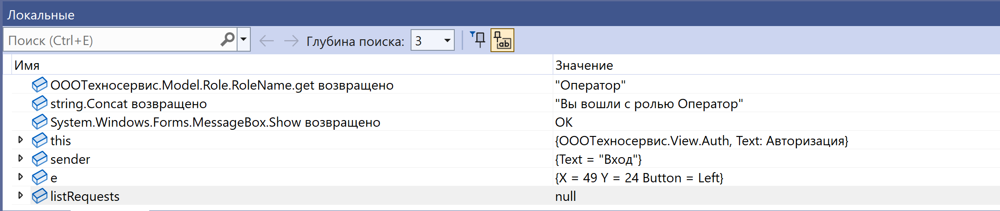 Локальные
Поиск (Ctrl+E) Глубина поиска: 3 ab
Имя Значение
ОООТехносервис.Model.Role.RoleName.get возвращено "Оператор"
string.Concat возвращено "Вы вошли с ролью Оператор"
System.Windows.Forms.MessageBox.Show возвращено OK
this {ОООТехносервис.View.Auth, Text: Авторизация}
sender {Text = "Вход"}
e {X = 49 Y = 24 Button = Left}
listRequests null